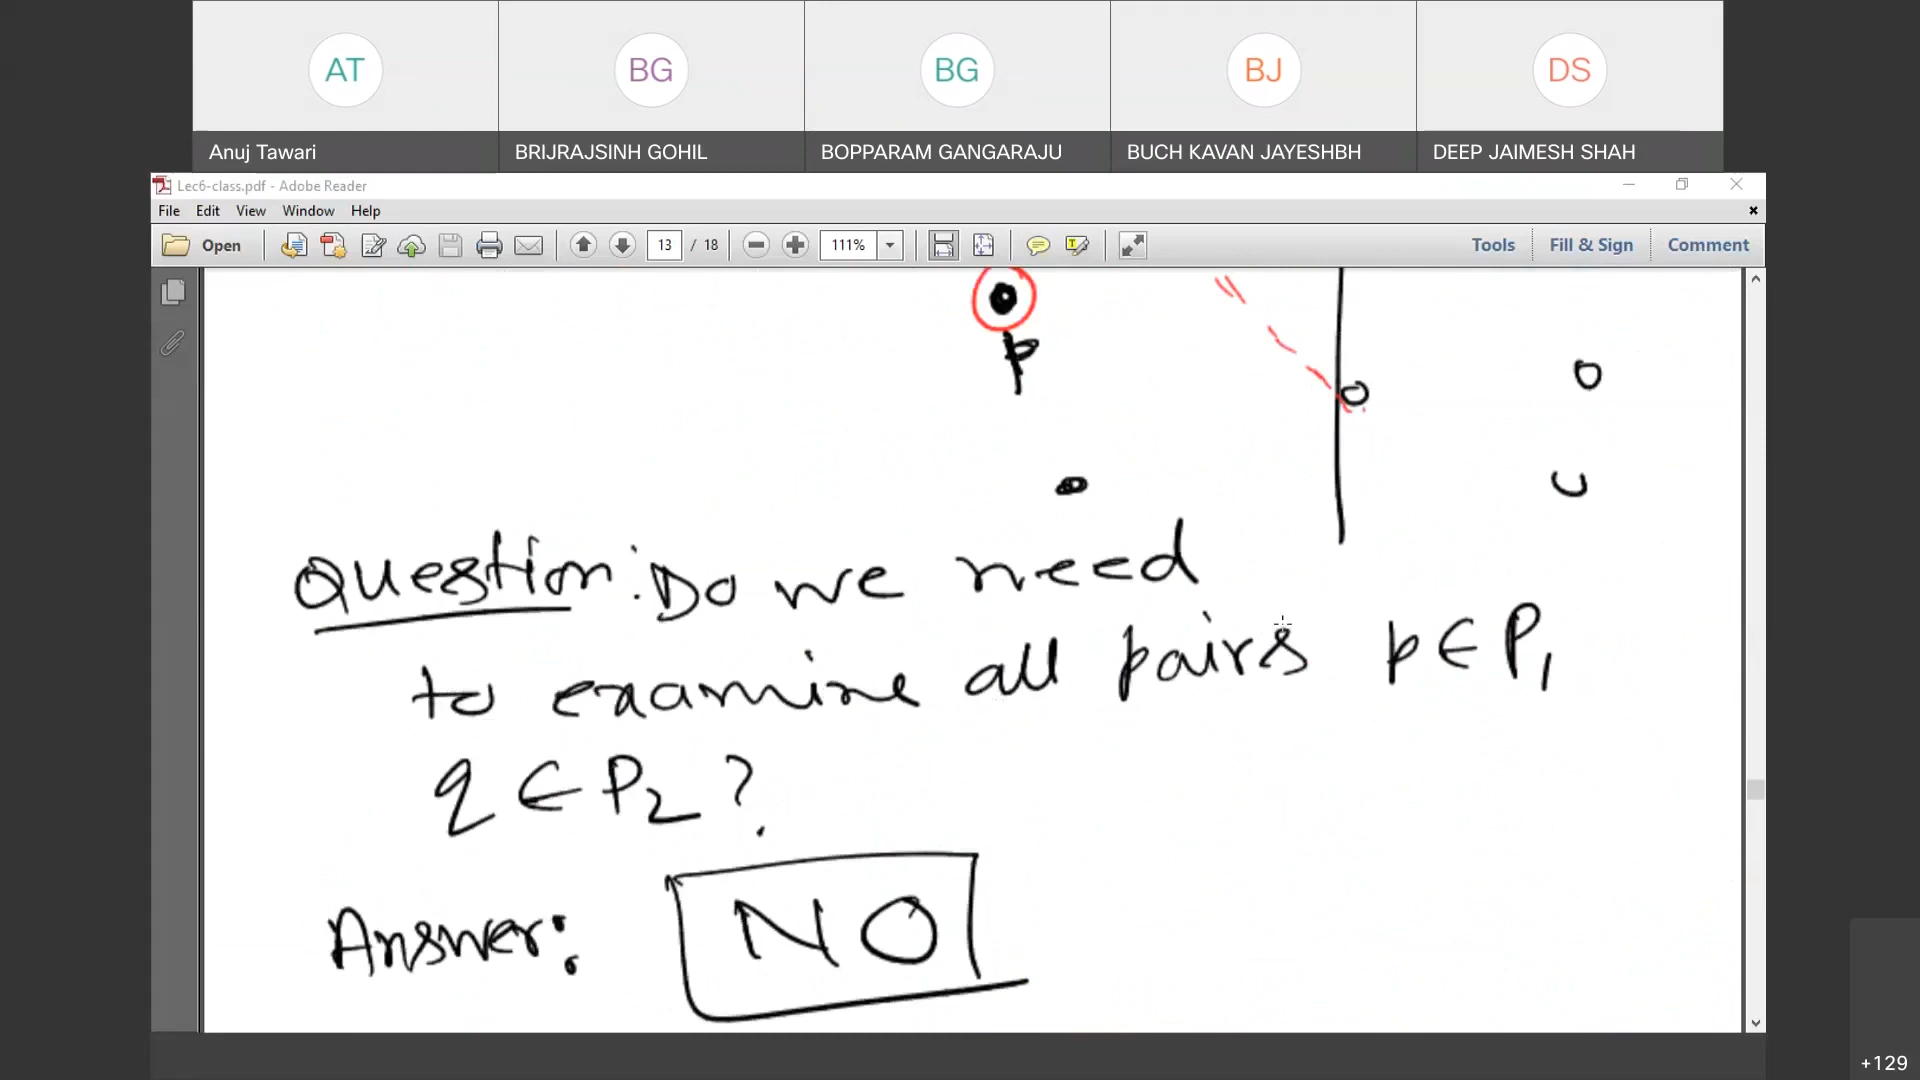 AT
BG
BG
BJ
DS
Anuj Tawari
BRIJRAJSINH GOHIL
BOPPARAM GANGARAJU
BUCH KAVAN JAYESHBH
DEEP JAIMESH SHAH
Lec6-class.pdf - Adobe Reader
File Edit View Window Help
Open 13 / 18 111% Tools Fill & Sign Comment
p
Question: Do we need
to examine all pairs p ∈ P1
q ∈ P2 ?
Answer: NO
+129